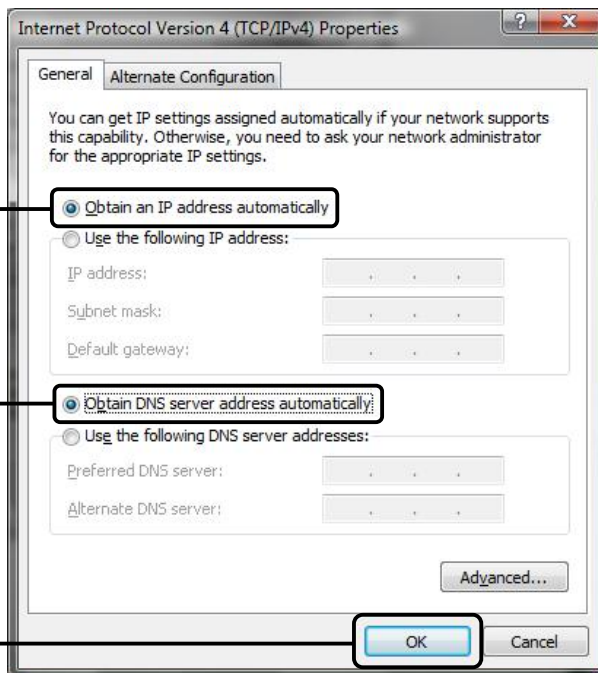 Internet Protocol Version 4 (TCP/IPv4) Properties
General Alternate Configuration
You can get IP settings assigned automatically if your network supports
this capability. Otherwise, you need to ask your network administrator
for the appropriate IP settings.
Obtain an IP address automatically
Use the following IP address:
IP address: . . .
Subnet mask: . . .
Default gateway: . . .
Obtain DNS server address automatically
Use the following DNS server addresses:
Preferred DNS server: . . .
Alternate DNS server: . . .
Advanced...
OK Cancel